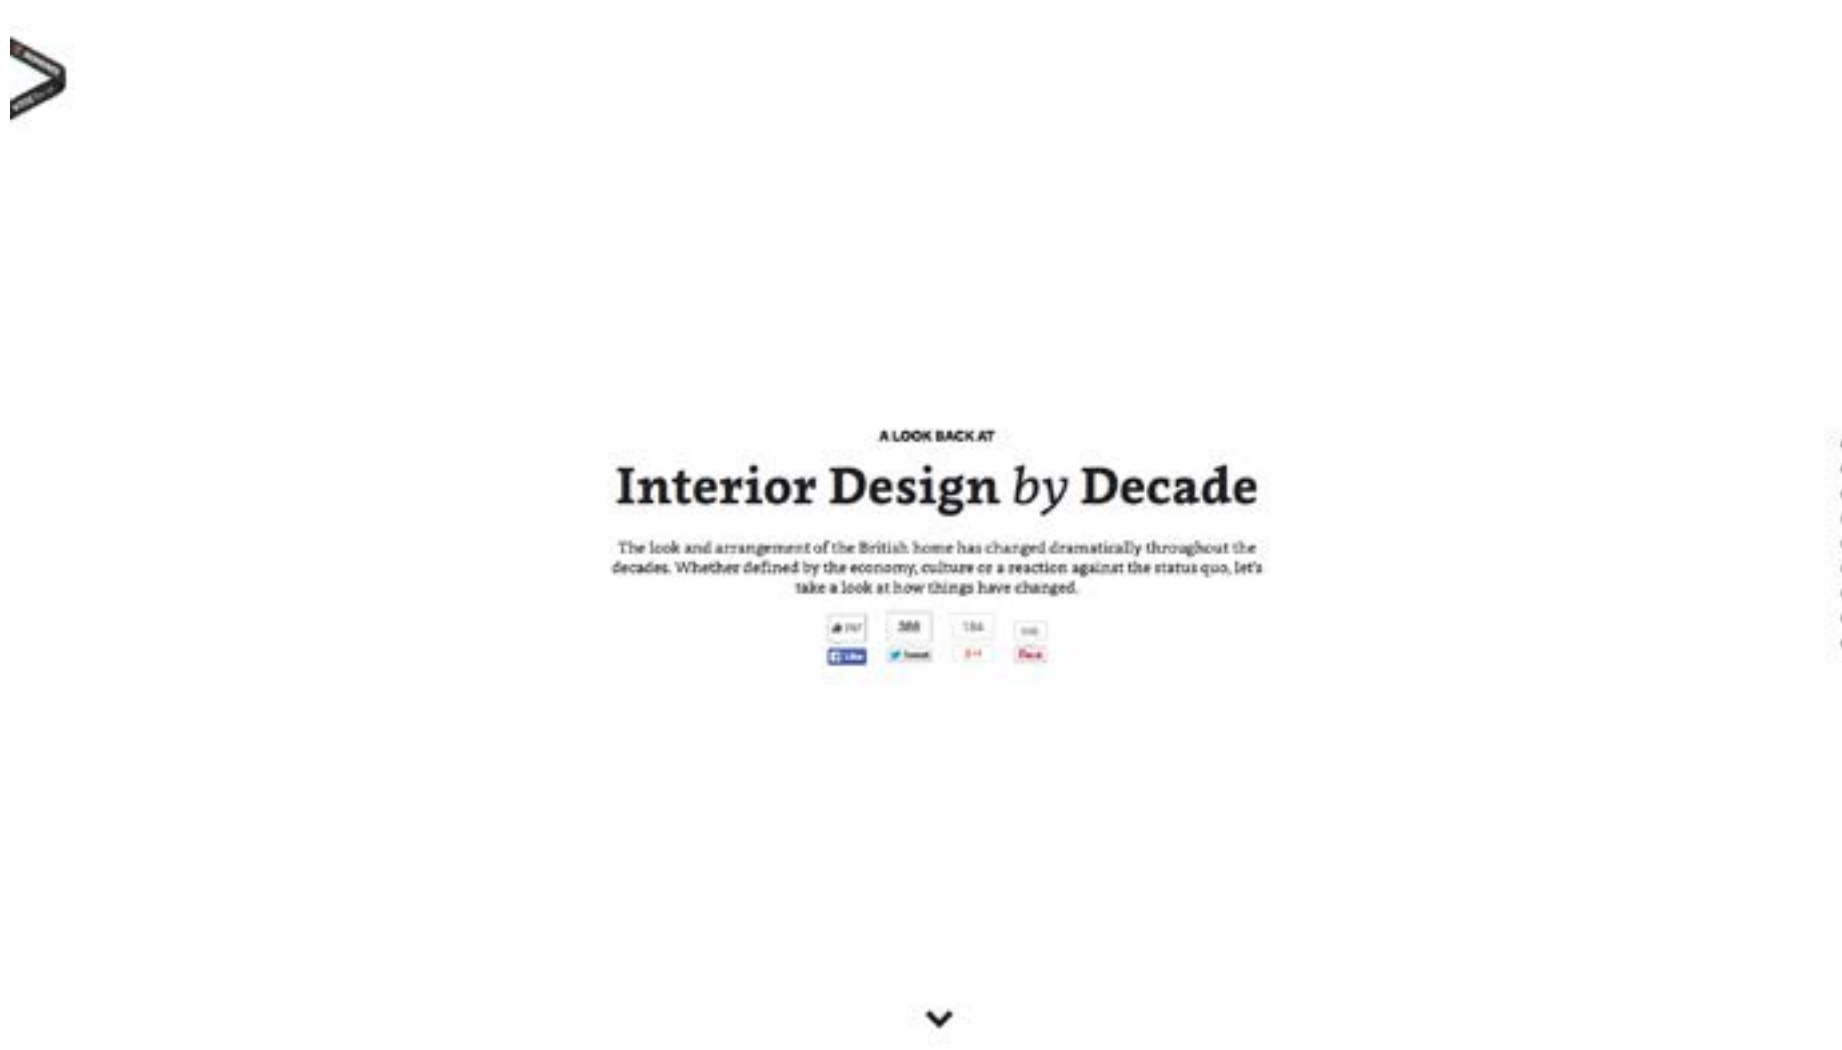 A LOOK BACK AT
Interior Design by Decade
The look and arrangement of the British home has changed dramatically throughout the
decades. Whether defined by the economy, culture or a reaction against the status quo, let's
take a look at how things have changed.
388 184
Like Tweet